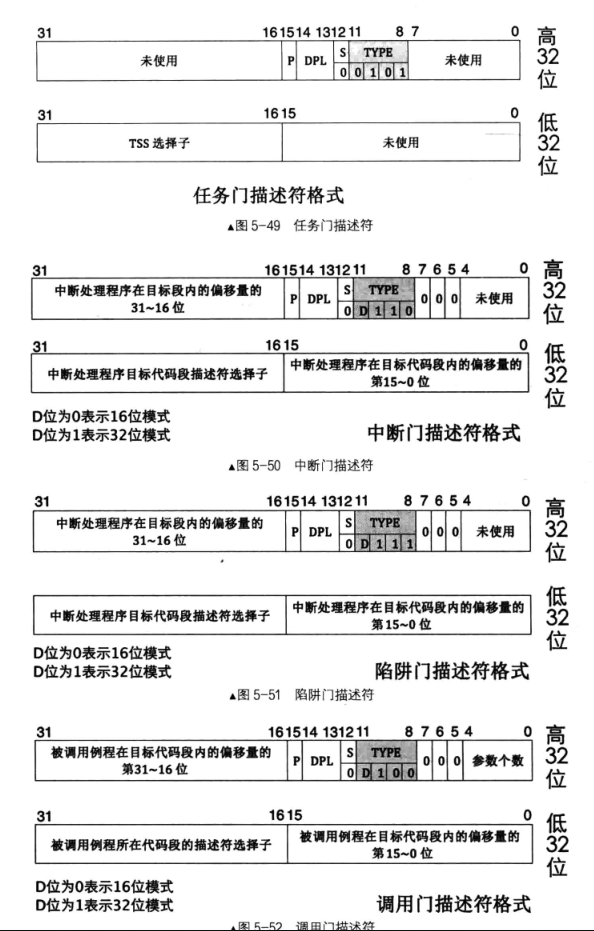 31 16 15 14 13 12 11 8 7 0
未使用 P DPL S TYPE 未使用
0 0 1 0 1
高32位
31 16 15 0
TSS 选择子 未使用
低32位
任务门描述符格式
▲图 5-49 任务门描述符
31 16 15 14 13 12 11 8 7 6 5 4 0
中断处理程序在目标段内的偏移量的
31~16 位
P DPL S TYPE 0 0 0 未使用
0 D 1 1 0
高32位
31 16 15 0
中断处理程序目标代码段描述符选择子
中断处理程序在目标代码段内的偏移量的
第15~0 位
低32位
D位为0表示16位模式
D位为1表示32位模式
中断门描述符格式
▲图 5-50 中断门描述符
31 16 15 14 13 12 11 8 7 6 5 4 0
中断处理程序在目标段内的偏移量的
31~16 位
P DPL S TYPE 0 0 0 未使用
0 D 1 1 1
高32位
中断处理程序目标代码段描述符选择子
中断处理程序在目标代码段内的偏移量的
第15~0 位
低32位
D位为0表示16位模式
D位为1表示32位模式
陷阱门描述符格式
▲图 5-51 陷阱门描述符
31 16 15 14 13 12 11 8 7 6 5 4 0
被调用例程在目标代码段内的偏移量的
第31~16 位
P DPL S TYPE 0 0 0 参数个数
0 D 1 0 0
高32位
31 16 15 0
被调用例程所在代码段的描述符选择子
被调用例程在目标代码段内的偏移量的
第15~0 位
低32位
D位为0表示16位模式
D位为1表示32位模式
调用门描述符格式
▲图 5-52 调用门描述符